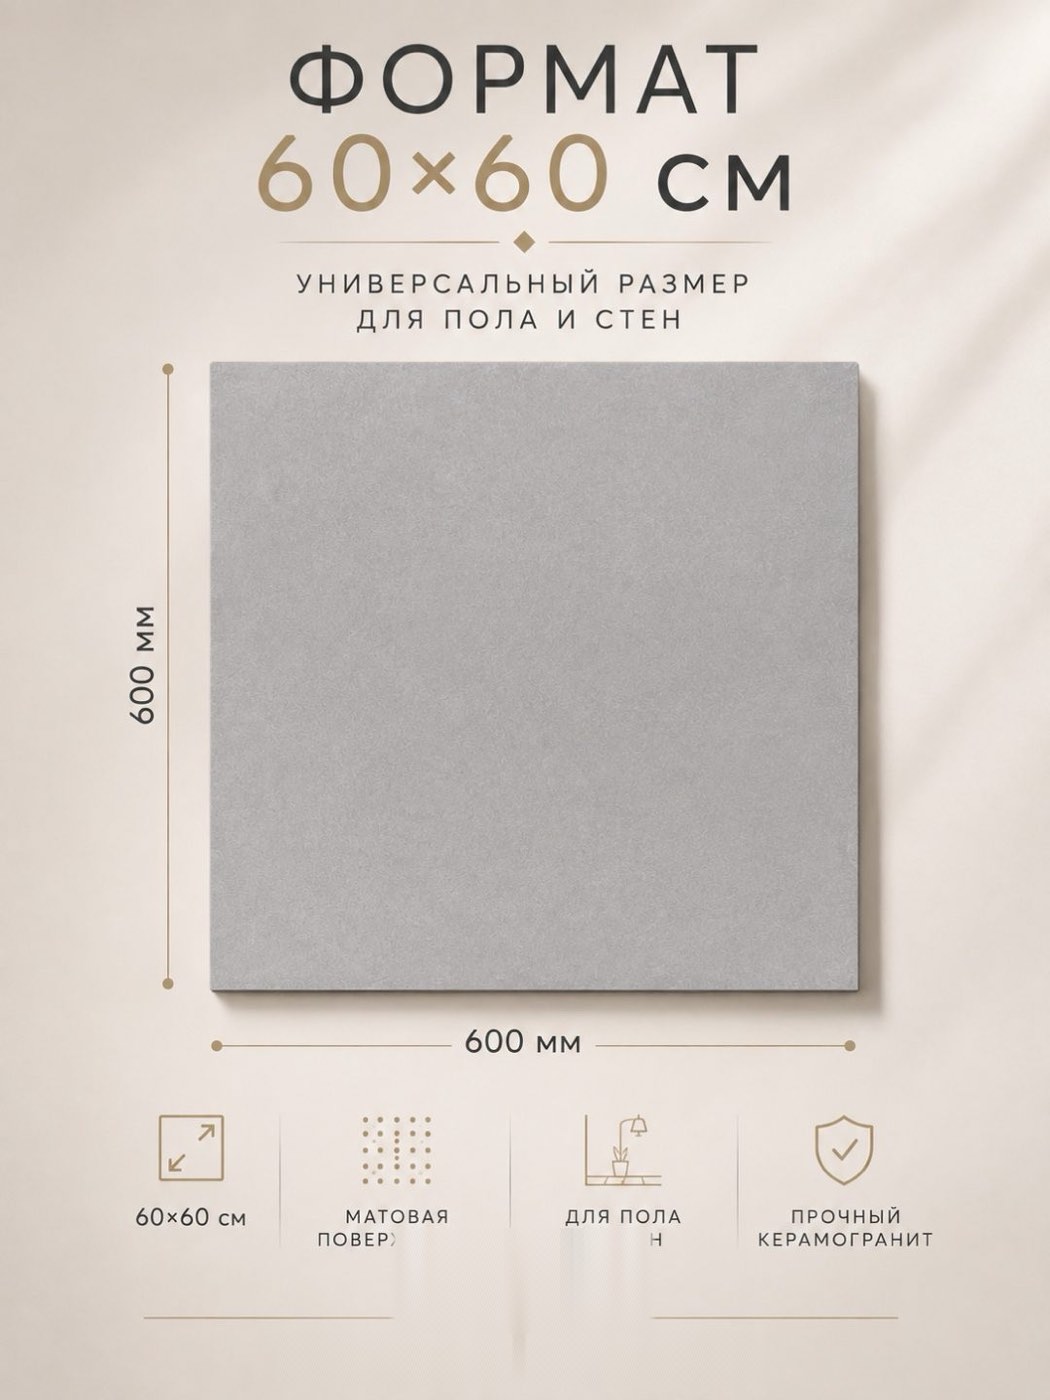 ФОРМАТ
60×60 см
УНИВЕРСАЛЬНЫЙ РАЗМЕР
ДЛЯ ПОЛА И СТЕН
600 мм
600 мм
60×60 см
МАТОВАЯ
ДЛЯ ПОЛА
Н
ПРОЧНЫЙ
КЕРАМОГРАНИТ